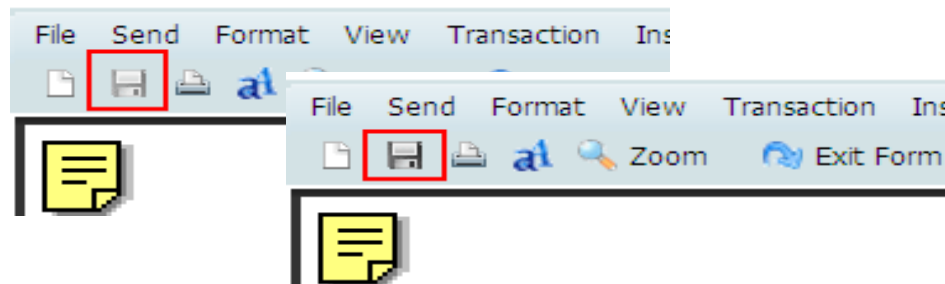 File Send Format View Transaction Ins
a
File Send Format View Transaction Ins
a Zoom Exit Form